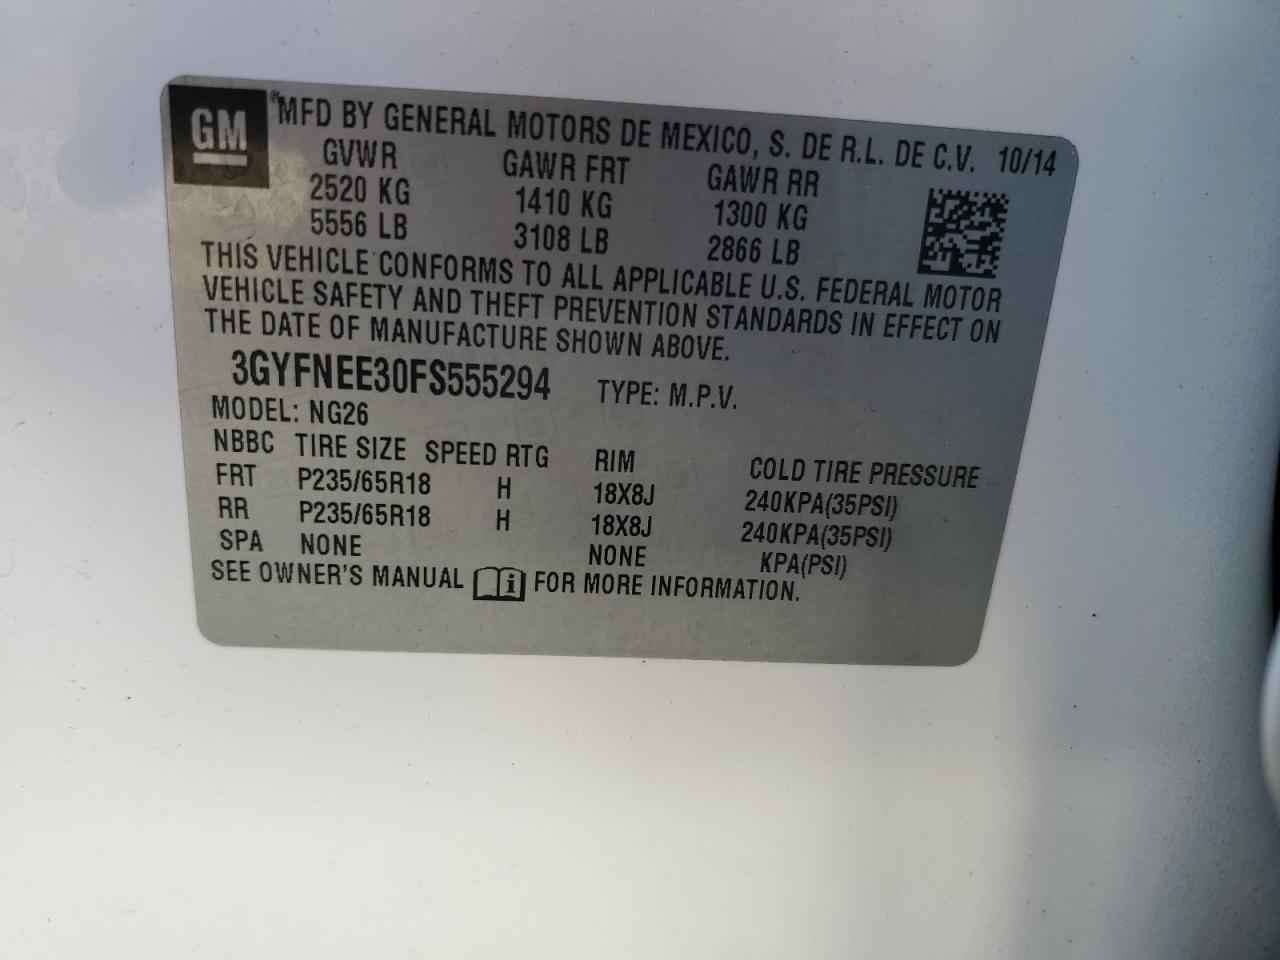 GM ® MFD BY GENERAL MOTORS DE MEXICO, S. DE R.L. DE C.V. 10/14
GVWR GAWR FRT GAWR RR
2520 KG 1410 KG 1300 KG
5556 LB 3108 LB 2866 LB
THIS VEHICLE CONFORMS TO ALL APPLICABLE U.S. FEDERAL MOTOR
VEHICLE SAFETY AND THEFT PREVENTION STANDARDS IN EFFECT ON
THE DATE OF MANUFACTURE SHOWN ABOVE.
3GYFNEE30FS555294 TYPE: M.P.V.
MODEL: NG26
NBBC TIRE SIZE SPEED RTG RIM COLD TIRE PRESSURE
FRT P235/65R18 H 18X8J 240KPA(35PSI)
RR P235/65R18 H 18X8J 240KPA(35PSI)
SPA NONE NONE KPA(PSI)
SEE OWNER'S MANUAL i FOR MORE INFORMATION.